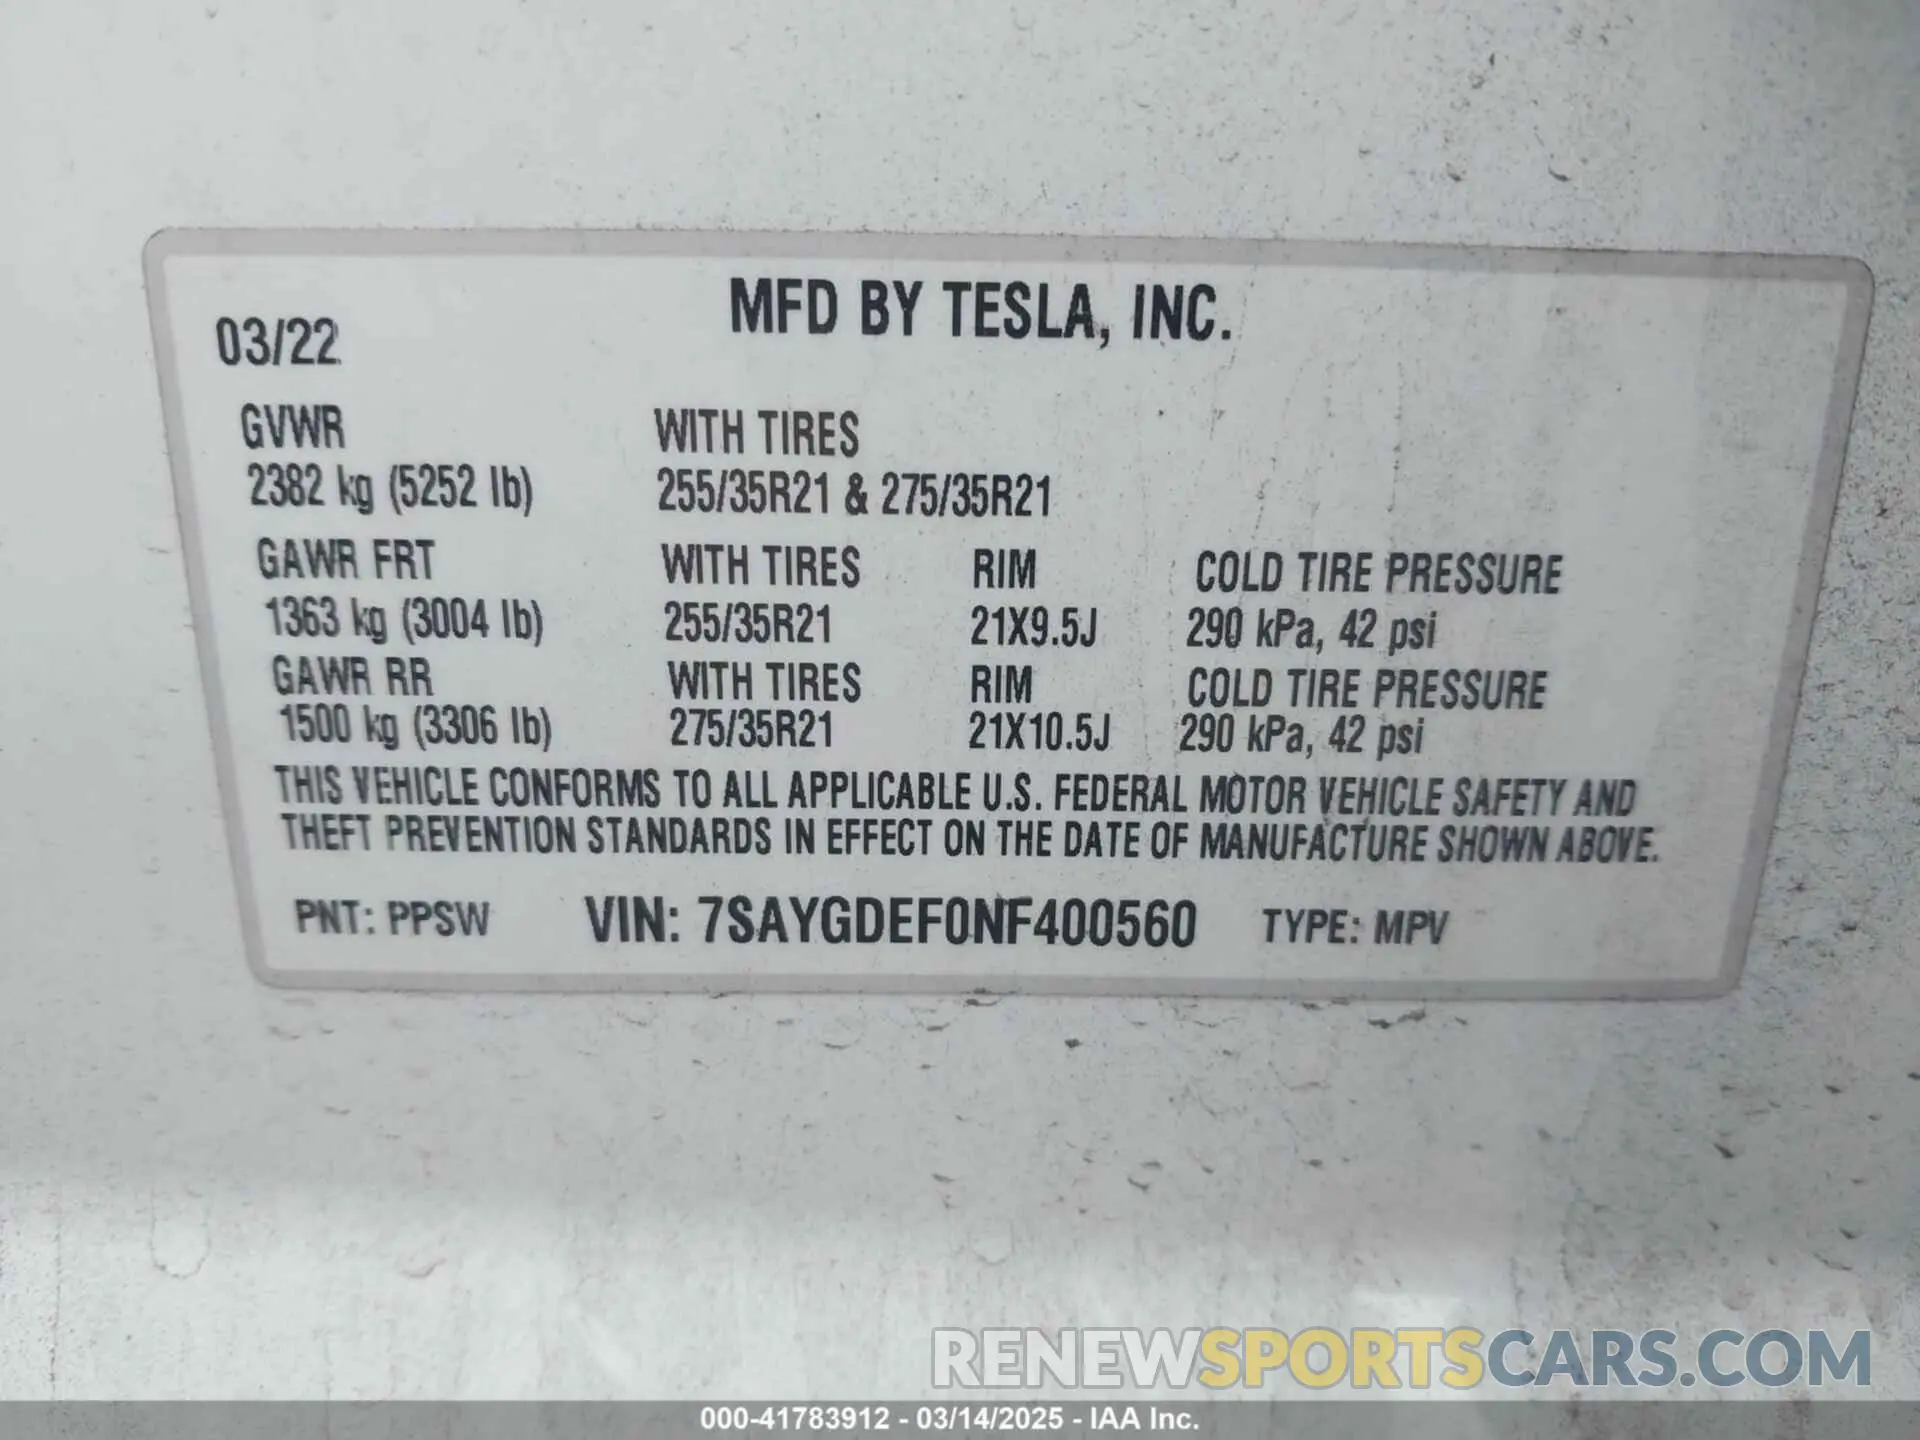 MFD BY TESLA, INC.
03/22
GVWR WITH TIRES
2382 kg (5252 lb) 255/35R21 & 275/35R21
GAWR FRT WITH TIRES RIM COLD TIRE PRESSURE
1363 kg (3004 lb) 255/35R21 21X9.5J 290 kPa, 42 psi
GAWR RR WITH TIRES RIM COLD TIRE PRESSURE
1500 kg (3306 lb) 275/35R21 21X10.5J 290 kPa, 42 psi
THIS VEHICLE CONFORMS TO ALL APPLICABLE U.S. FEDERAL MOTOR VEHICLE SAFETY AND
THEFT PREVENTION STANDARDS IN EFFECT ON THE DATE OF MANUFACTURE SHOWN ABOVE.
PNT: PPSW VIN: 7SAYGDEF0NF400560 TYPE: MPV
RENEWSPORTSCARS.COM
000-41783912 - 03/14/2025 - IAA Inc.